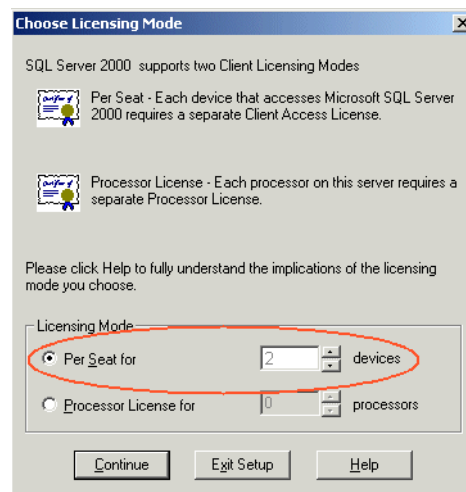 Choose Licensing Mode
SQL Server 2000 supports two Client Licensing Modes
Per Seat - Each device that accesses Microsoft SQL Server
2000 requires a separate Client Access License.
Processor License - Each processor on this server requires a
separate Processor License.
Please click Help to fully understand the implications of the licensing
mode you choose.
Licensing Mode
Per Seat for 2 devices
Processor License for 0 processors
Continue Exit Setup Help